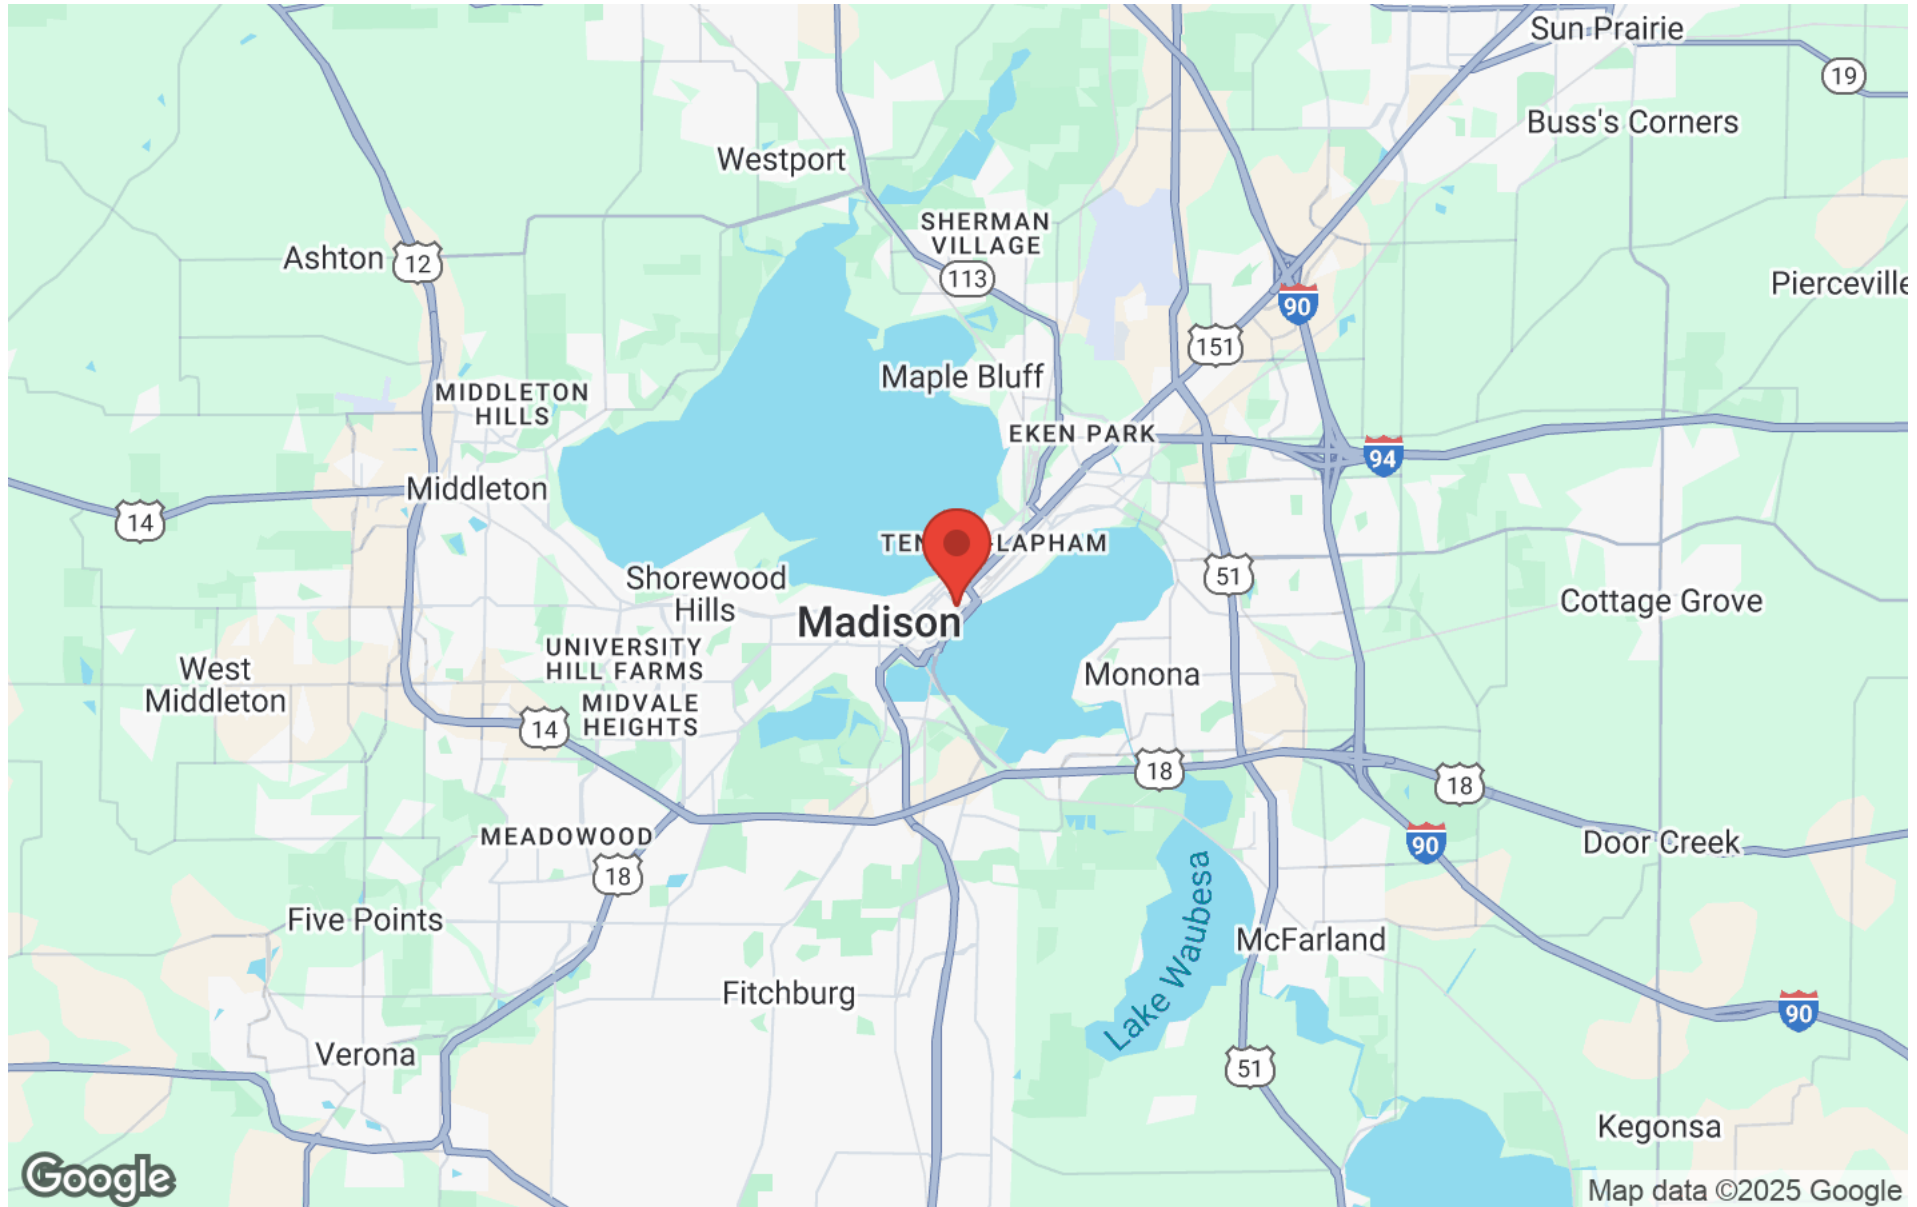 Sun Prairie
19
Buss's Corners
Westport
SHERMAN
VILLAGE
Ashton
12
113
Pierceville
90
151
Maple Bluff
MIDDLETON
HILLS
EKEN PARK
94
Middleton
14
TEN
-LAPHAM
Shorewood
Hills
51
Cottage Grove
Madison
UNIVERSITY
HILL FARMS
West
Middleton
Monona
MIDVALE
HEIGHTS
14
18
18
MEADOWOOD
90
Door Creek
18
Lake Waubesa
Five Points
McFarland
Fitchburg
90
Verona
51
Kegonsa
Google
Map data ©2025 Google